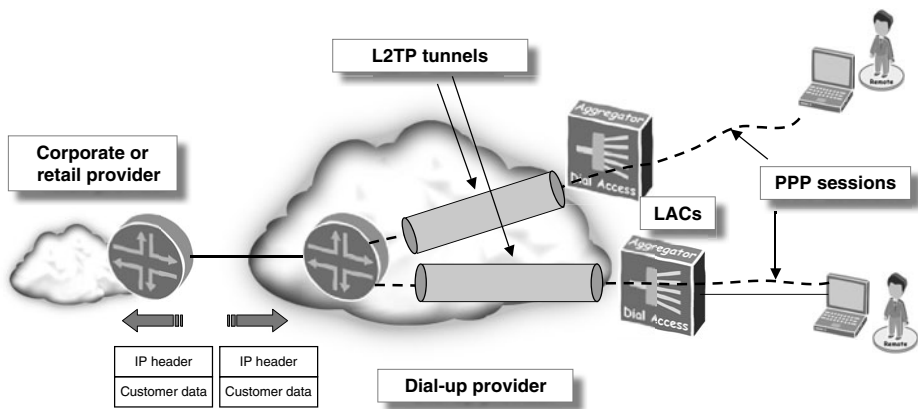 L2TP tunnels
Remote
Aggregator
Dial Access
Corporate or
retail provider
PPP sessions
LACs
Aggregator
Dial Access
Remote
IP header
IP header
Customer data
Customer data
Dial-up provider